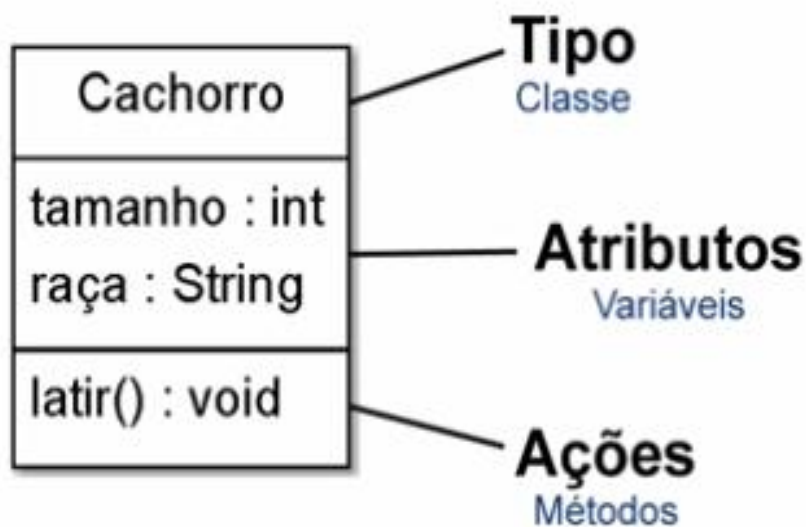 Cachorro
tamanho : int
raça : String
latir() : void
Tipo
Classe
Atributos
Variáveis
Ações
Métodos